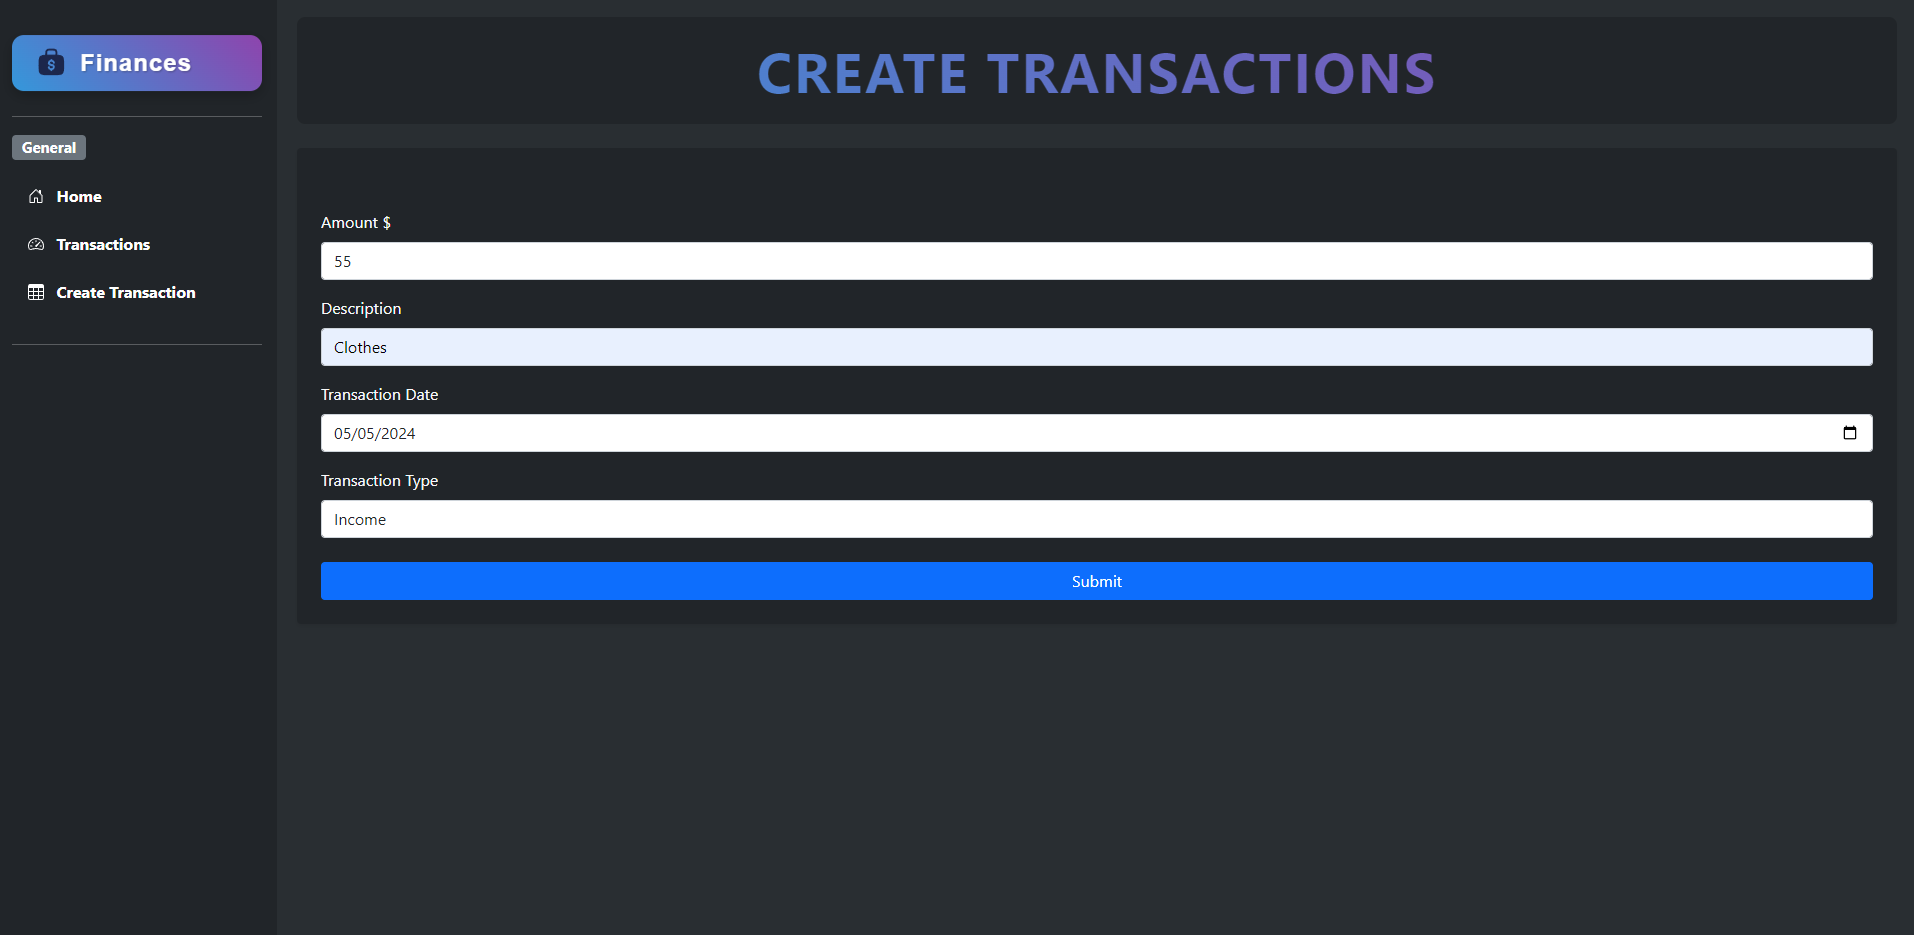 Finances
General
Home
Transactions
Create Transaction
CREATE TRANSACTIONS
Amount $
55
Description
Clothes
Transaction Date
05/05/2024
Transaction Type
Income
Submit